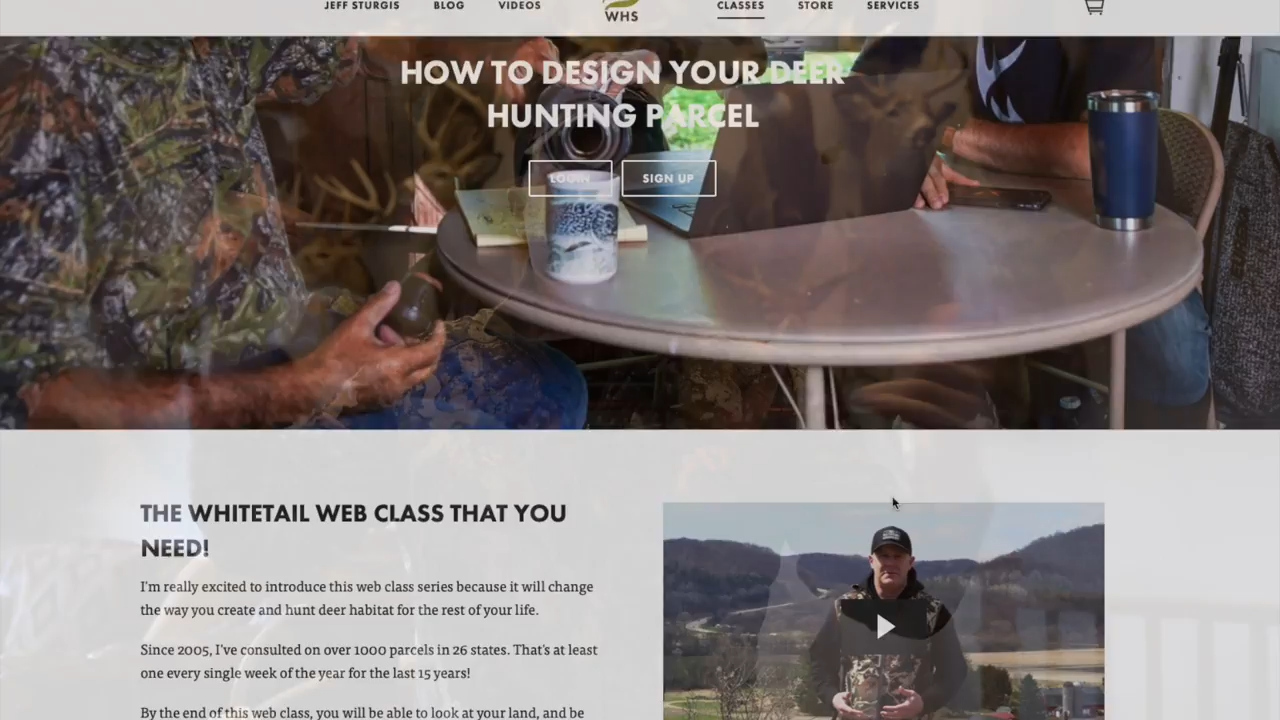 JEFF STURGIS BLOG VIDEOS WHS CLASSES STORE SERVICES
HOW TO DESIGN YOUR DEER
HUNTING PARCEL
LOGIN SIGN UP
THE WHITETAIL WEB CLASS THAT YOU
NEED!
I'm really excited to introduce this web class series because it will change
the way you create and hunt deer habitat for the rest of your life.
Since 2005, I've consulted on over 1000 parcels in 26 states. That's at least
one every single week of the year for the last 15 years!
By the end of this web class, you will be able to look at your land, and be